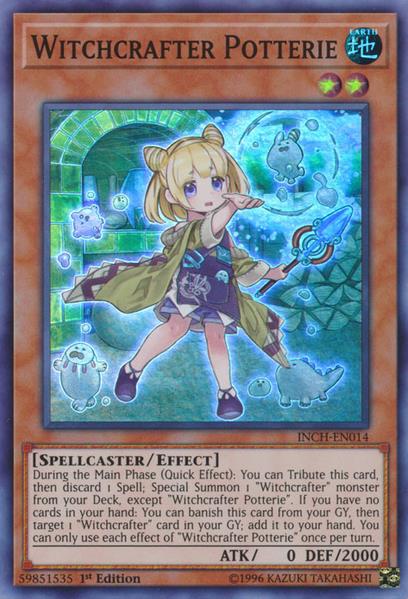 WITCHCRAFTER POTTERIE
EARTH
地
INCH-EN014
[SPELLCASTER/EFFECT]
During the Main Phase (Quick Effect): You can Tribute this card,
then discard 1 Spell; Special Summon 1 "Witchcrafter" monster
from your Deck, except "Witchcrafter Potterie". If you have no
cards in your hand: You can banish this card from your GY, then
target 1 "Witchcrafter" card in your GY; add it to your hand. You
can only use each effect of "Witchcrafter Potterie" once per turn.
ATK/ 0 DEF/2000
59851535 1st Edition ©1996 KAZUKI TAKAHASHI